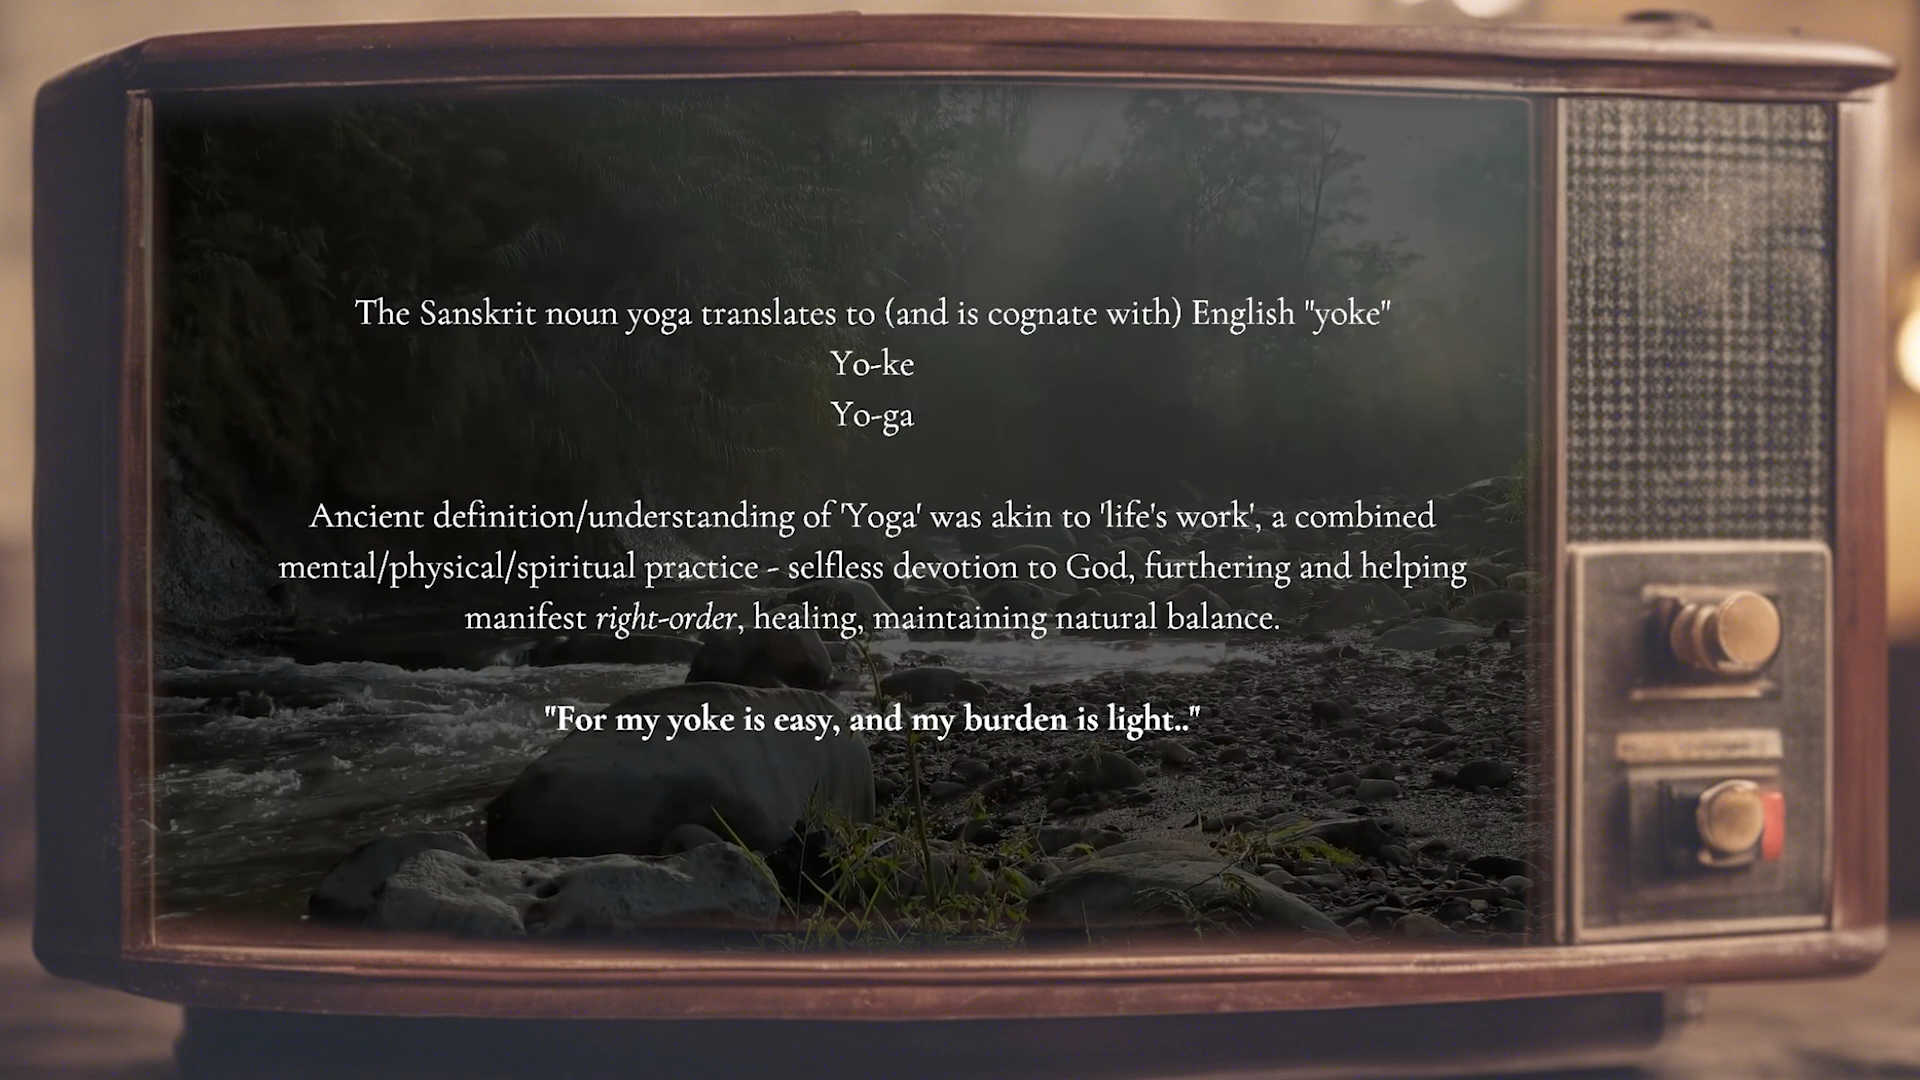 The Sanskrit noun yoga translates to (and is cognate with) English "yoke"
Yo-ke
Yo-ga
Ancient definition/understanding of 'Yoga' was akin to 'life's work', a combined
mental/physical/spiritual practice - selfless devotion to God, furthering and helping
manifest right-order, healing, maintaining natural balance.
"For my yoke is easy, and my burden is light.."